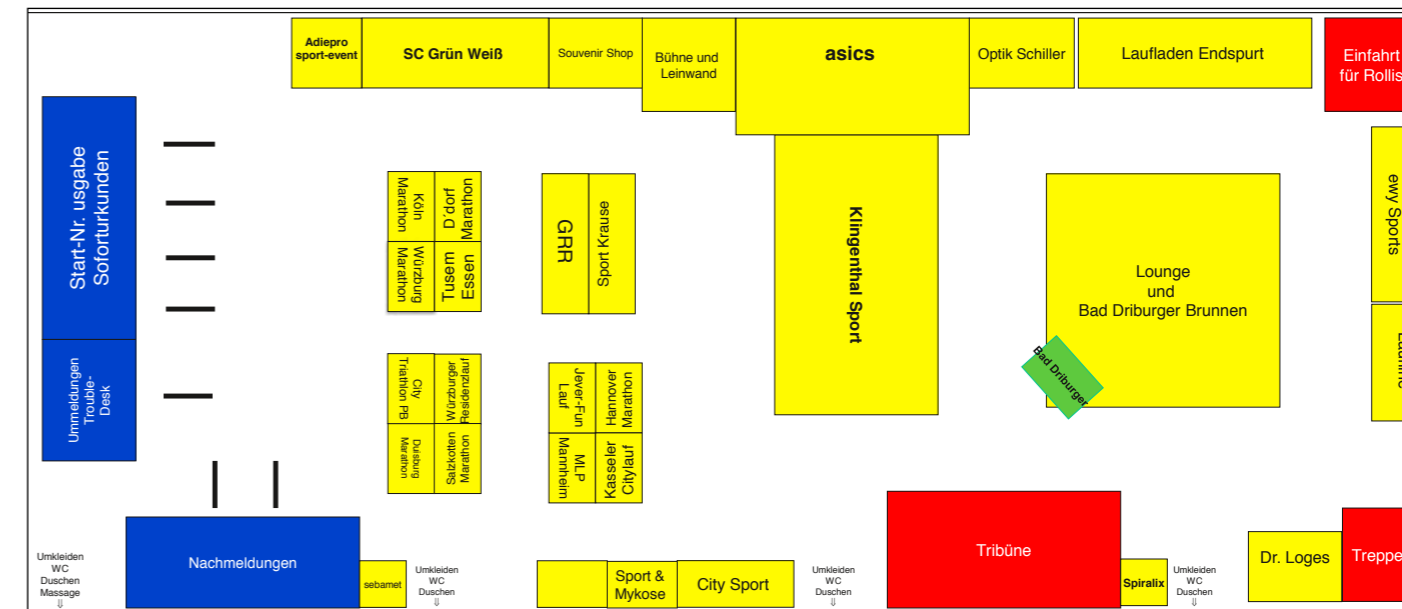 Adiepro
sport-event
SC Grün Weiß
Souvenir Shop
Bühne und
Leinwand
asics
Optik Schiller
Laufladen Endspurt
Einfahrt
für Rollis
Start-Nr. usgabe
Soforturkunden
Ummeldungen
Trouble-
Desk
Köln
Marathon
D´dorf
Marathon
Würzburg
Marathon
Tusem
Essen
GRR
Sport Krause
Klingenthal Sport
Lounge
und
Bad Driburger Brunnen
Bad Driburger
ewy Sports
City
Triathlon PB
Würzburger
Residenzlauf
Duisburg
Marathon
Salzkotten
Marathon
Jever-Fun
Lauf
Hannover
Marathon
MLP
Mannheim
Kasseler
Citylauf
Umkleiden
WC
Duschen
Massage
⇓
Nachmeldungen
sebamet
Umkleiden
WC
Duschen
⇓
Sport &
Mykose
City Sport
Umkleiden
WC
Duschen
⇓
Tribüne
Spiralix
Umkleiden
WC
Duschen
⇓
Dr. Loges
Treppe